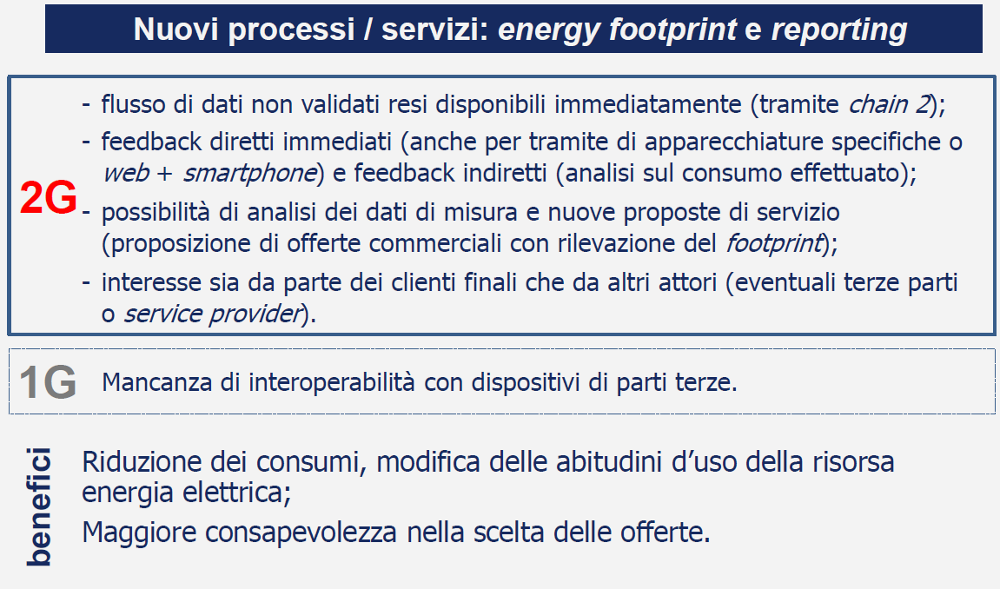 Nuovi processi / servizi: energy footprint e reporting
2G
- flusso di dati non validati resi disponibili immediatamente (tramite chain 2);
- feedback diretti immediati (anche per tramite di apparecchiature specifiche o
web + smartphone) e feedback indiretti (analisi sul consumo effettuato);
- possibilità di analisi dei dati di misura e nuove proposte di servizio
(proposizione di offerte commerciali con rilevazione del footprint);
- interesse sia da parte dei clienti finali che da altri attori (eventuali terze parti
o service provider).
1G Mancanza di interoperabilità con dispositivi di parti terze.
benefici
Riduzione dei consumi, modifica delle abitudini d’uso della risorsa
energia elettrica;
Maggiore consapevolezza nella scelta delle offerte.